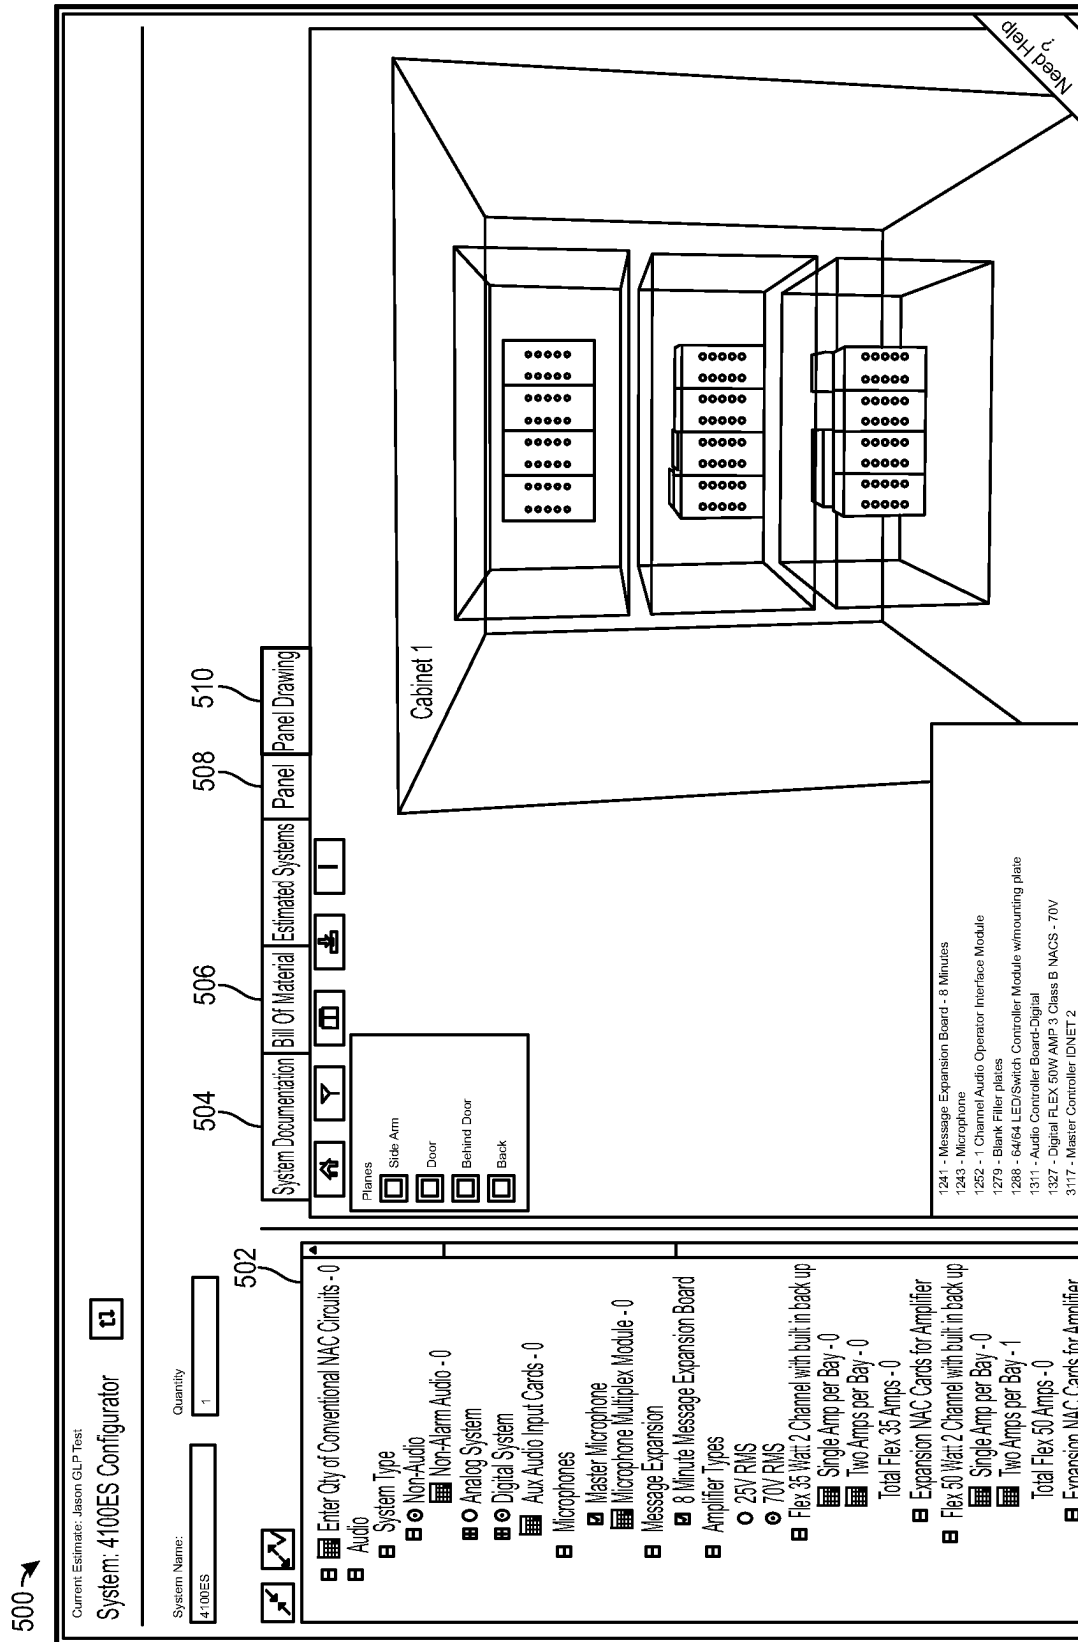 500
Current Estimate: Jason GLP Test
System: 4100ES Configurator
System Name:
Quantity
4100ES
1
502
Enter Qty of Conventional NAC Circuits - 0
Audio
System Type
Non-Audio
Non-Alarm Audio - 0
Analog System
Digital System
Aux Audio Input Cards - 0
Microphones
Master Microphone
Microphone Multiplex Module - 0
Message Expansion
8 Minute Message Expansion Board
Amplifier Types
25V RMS
70V RMS
Flex 35 Watt 2 Channel with built in back up
Single Amp per Bay - 0
Two Amps per Bay - 0
Total Flex 35 Amps - 0
Expansion NAC Cards for Amplifier
Flex 50 Watt 2 Channel with built in back up
Single Amp per Bay - 0
Two Amps per Bay - 1
Total Flex 50 Amps - 0
Expansion NAC Cards for Amplifier
504
506
508
510
System Documentation
Bill Of Material
Estimated Systems
Panel
Panel Drawing
Planes
Side Arm
Door
Behind Door
Back
Cabinet 1
1241 - Message Expansion Board - 8 Minutes
1243 - Microphone
1252 - 1 Channel Audio Operator Interface Module
1279 - Blank Filler plates
1288 - 64/64 LED/Switch Controller Module w/mounting plate
1311 - Audio Controller Board-Digital
1327 - Digital FLEX 50W AMP 3 Class B NACS - 70V
3117 - Master Controller IDNET 2
Need Help
?